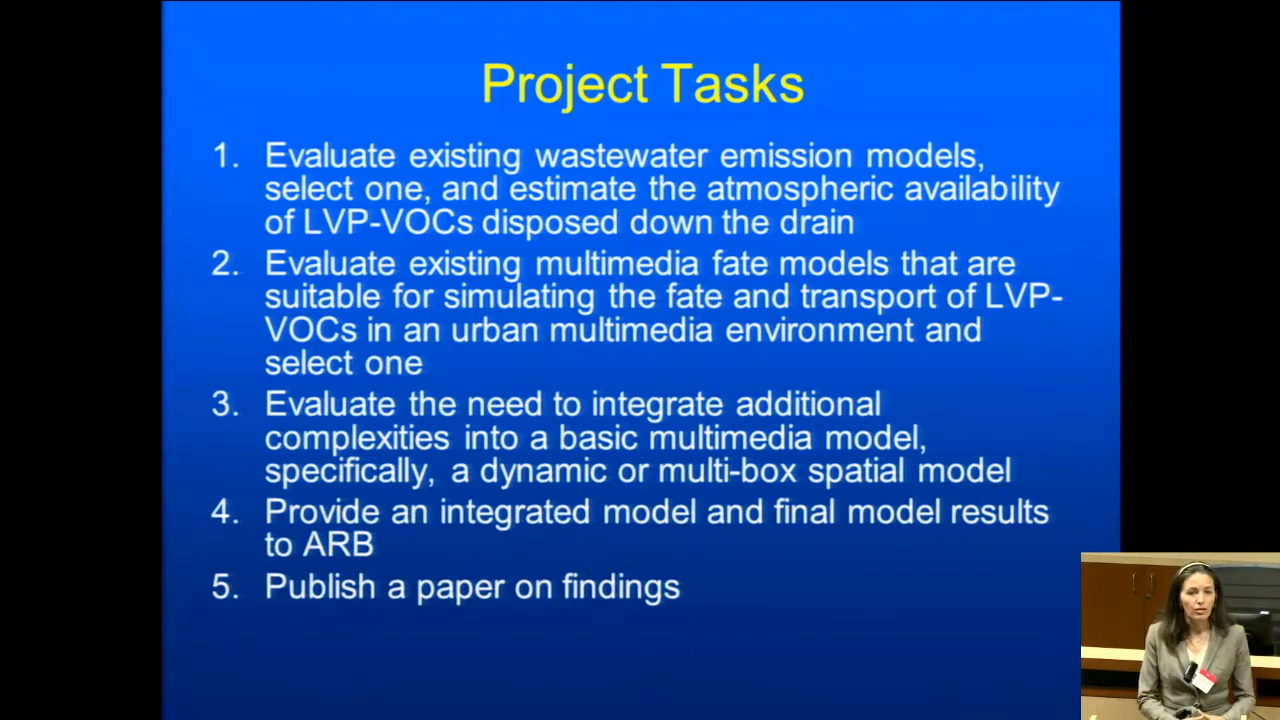 Project Tasks
1. Evaluate existing wastewater emission models,
select one, and estimate the atmospheric availability
of LVP-VOCs disposed down the drain
2. Evaluate existing multimedia fate models that are
suitable for simulating the fate and transport of LVP-
VOCs in an urban multimedia environment and
select one
3. Evaluate the need to integrate additional
complexities into a basic multimedia model,
specifically, a dynamic or multi-box spatial model
4. Provide an integrated model and final model results
to ARB
5. Publish a paper on findings